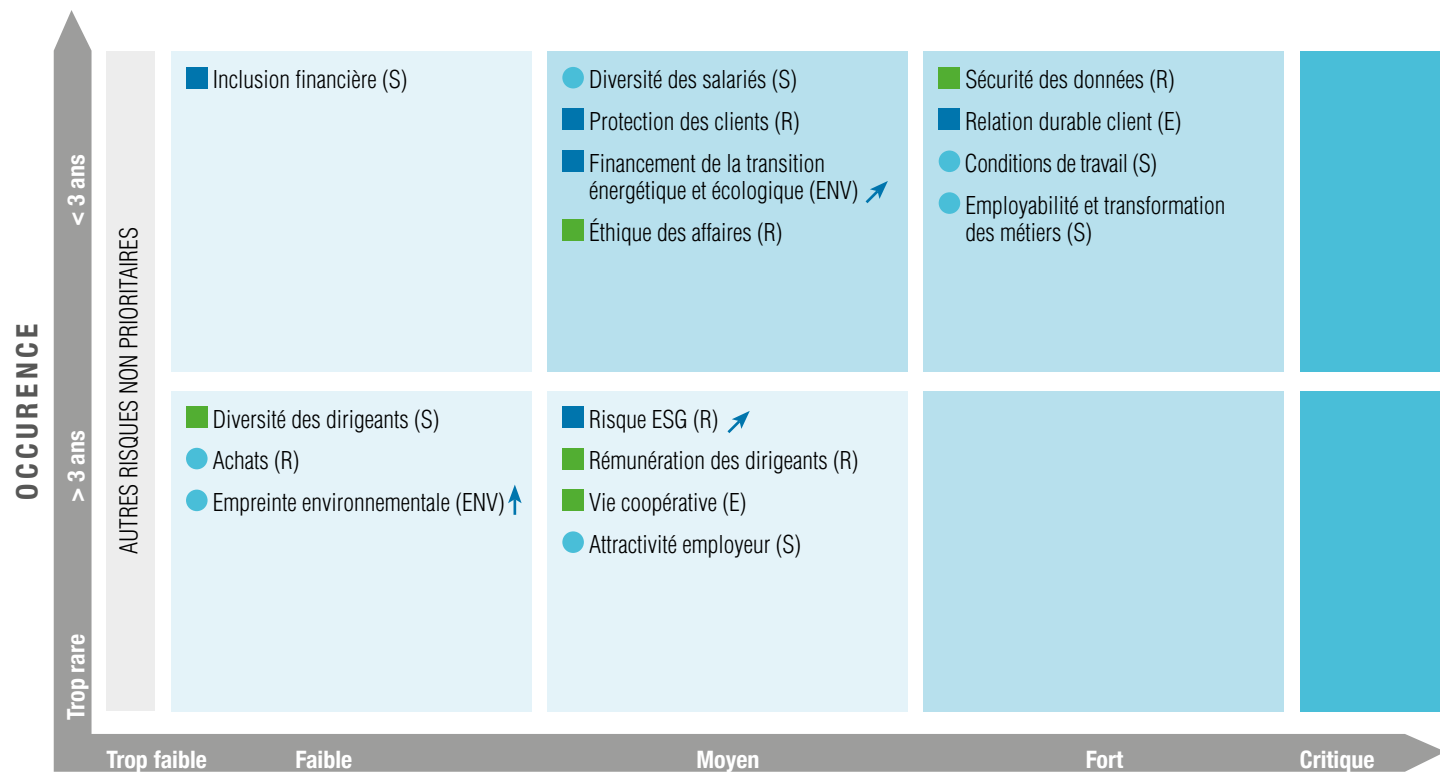 OCCURENCE
< 3 ans
> 3 ans
Trop rare
AUTRES RISQUES NON PRIORITAIRES
Inclusion financière (S)
Diversité des salariés (S)
Protection des clients (R)
Financement de la transition
énergétique et écologique (ENV)
Éthique des affaires (R)
Sécurité des données (R)
Relation durable client (E)
Conditions de travail (S)
Employabilité et transformation
des métiers (S)
Diversité des dirigeants (S)
Achats (R)
Empreinte environnementale (ENV)
Risque ESG (R)
Rémunération des dirigeants (R)
Vie coopérative (E)
Attractivité employeur (S)
Trop faible
Faible
Moyen
Fort
Critique